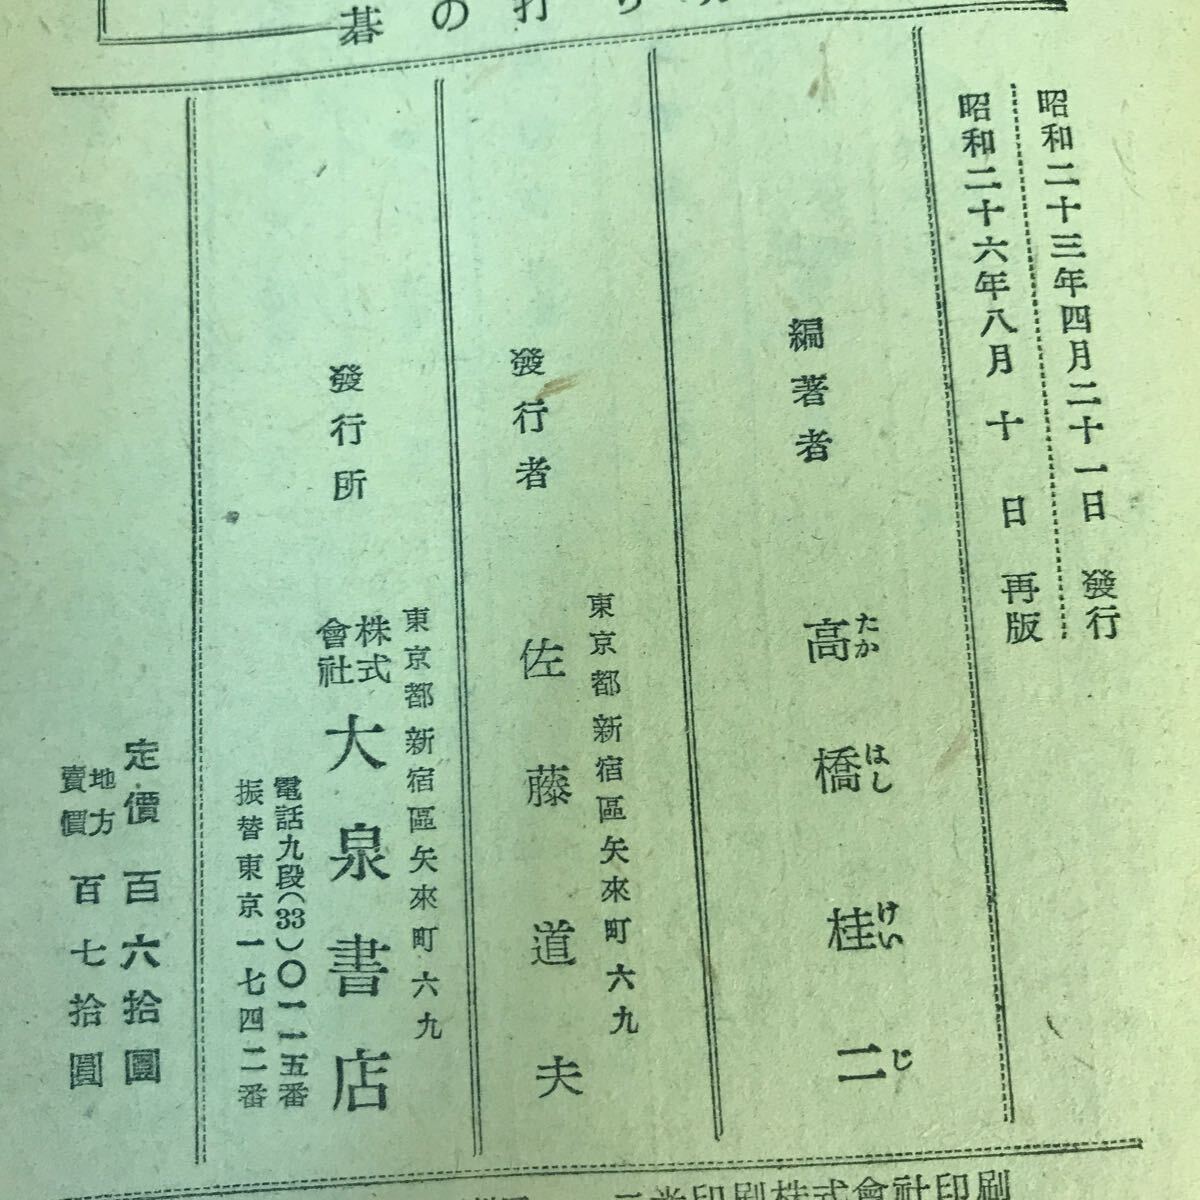 碁の打ち方
昭和二十三年四月二十一日 發行
昭和二十六年八月十日 再版
編著者 高橋桂二
たか はし けい じ
東京都新宿區矢來町六九
發行者 佐藤道夫
東京都新宿區矢來町六九
發行所 株式會社 大泉書店
電話九段(33)〇一一五番
振替東京一七四二番
定價 百六拾圓
地方賣價 百七拾圓
印刷株式會社印刷